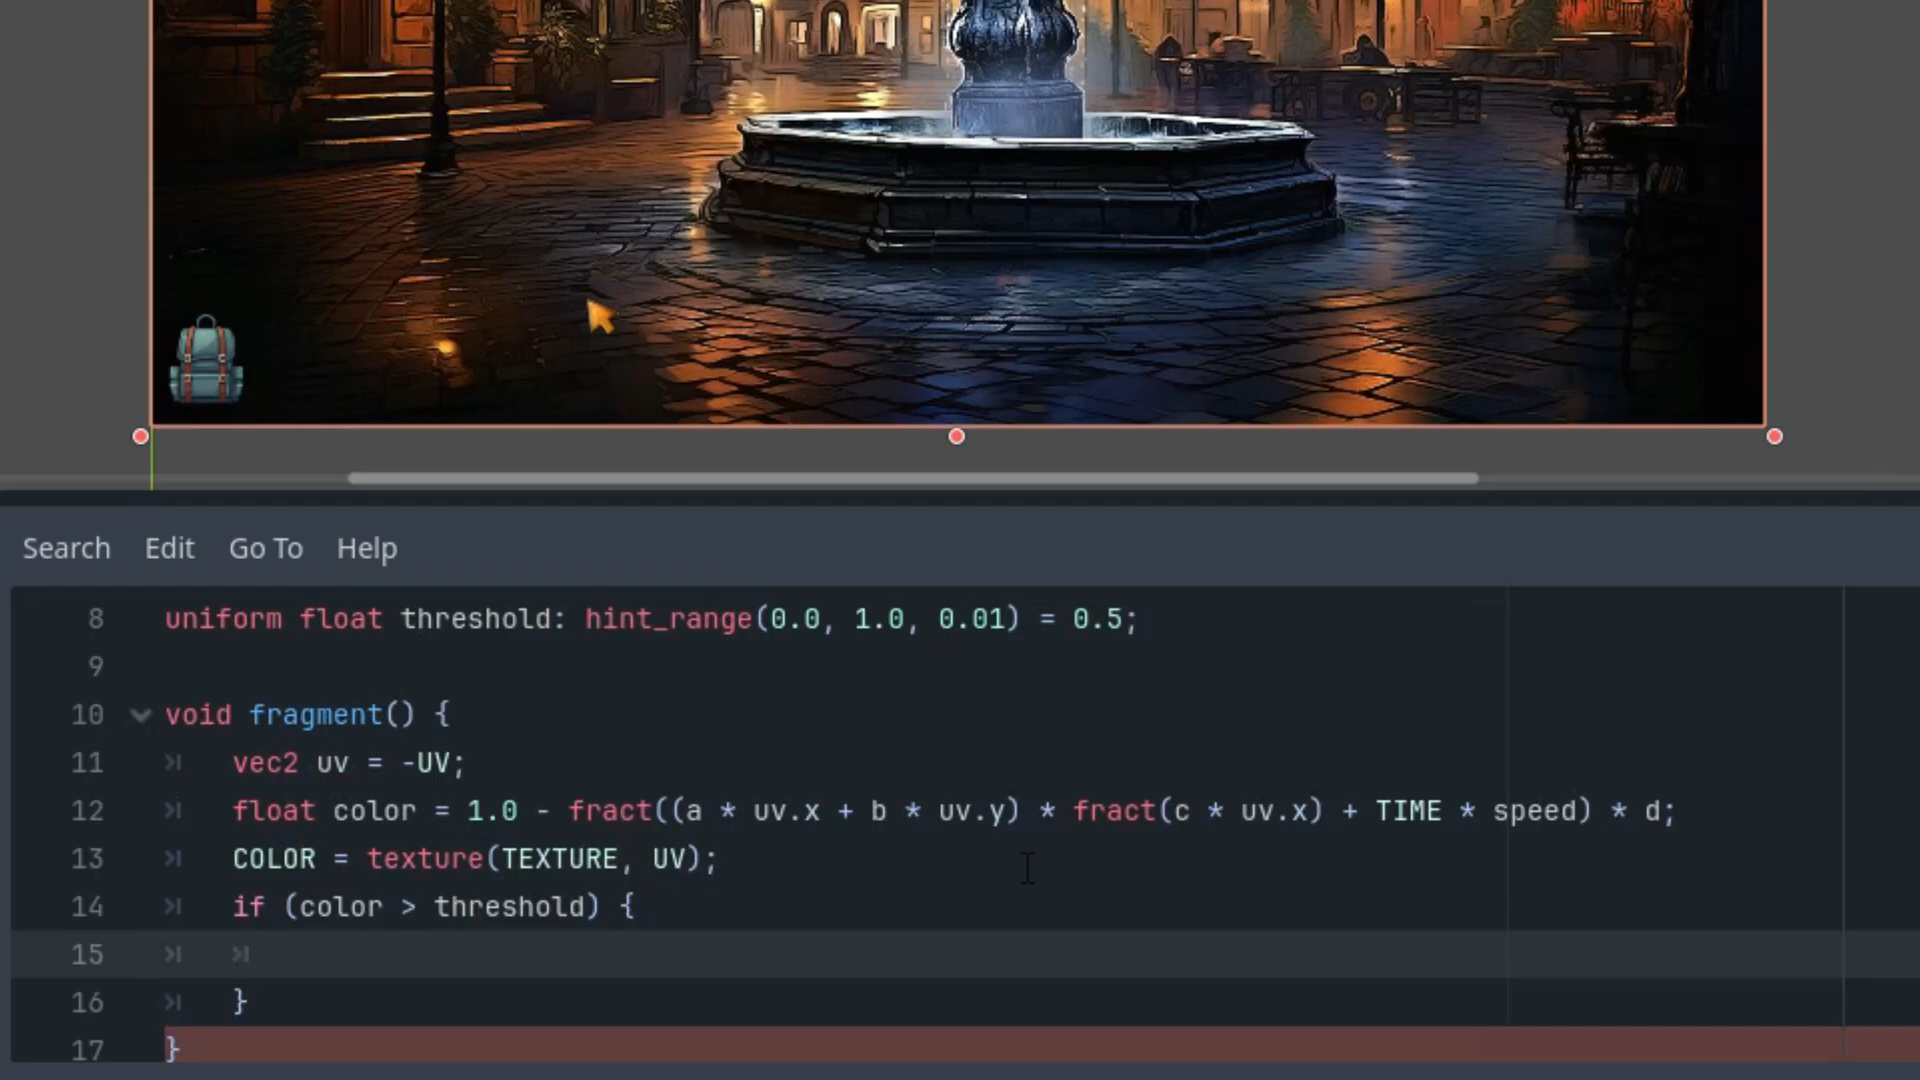 Search Edit Go To Help
8 uniform float threshold: hint_range(0.0, 1.0, 0.01) = 0.5;
9
10 void fragment() {
11 vec2 uv = -UV;
12 float color = 1.0 - fract((a * uv.x + b * uv.y) * fract(c * uv.x) + TIME * speed) * d;
13 COLOR = texture(TEXTURE, UV);
14 if (color > threshold) {
15
16 }
17 }